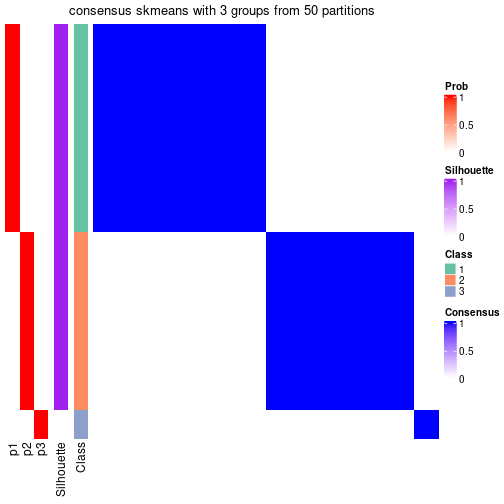 consensus skmeans with 3 groups from 50 partitions
Prob
1
0.5
0
Silhouette
1
0.5
0
Class
1
2
3
Consensus
1
0.5
0
p1
p2
p3
Silhouette
Class